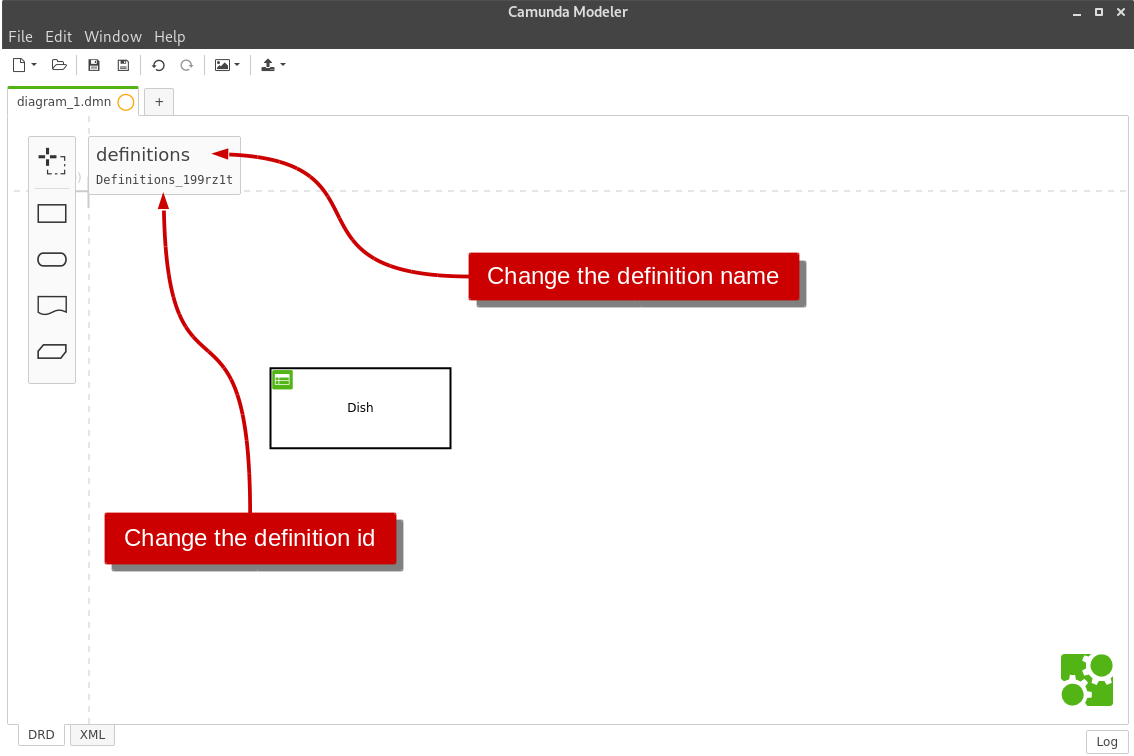 Camunda Modeler
File Edit Window Help
diagram_1.dmn
+
definitions
Definitions_199rz1t
)
Change the definition name
Dish
Change the definition id
DRD XML
Log